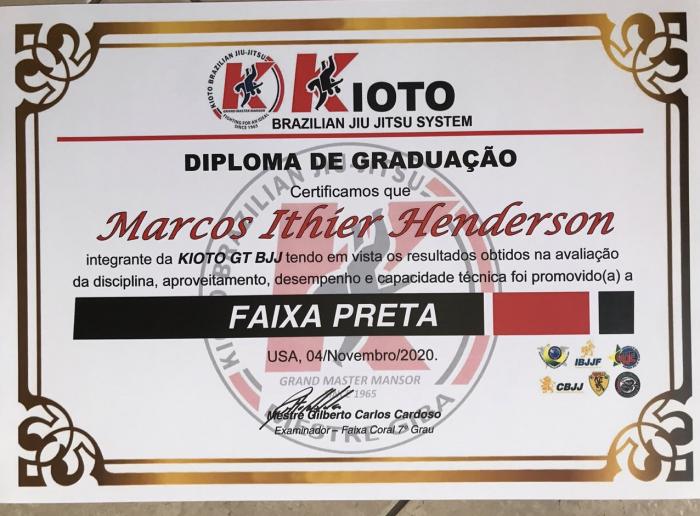 KIOTO BRAZILIAN JIU-JITSU
GRAND MASTER MANSOR
FIGHTING FOR AN IDEAL
SINCE 1965
KIOTO
BRAZILIAN JIU JITSU SYSTEM
DIPLOMA DE GRADUAÇÃO
Certificamos que
Marcos Ithier Henderson
integrante da KIOTO GT BJJ tendo em vista os resultados obtidos na avaliação
da disciplina, aproveitamento, desempenho e capacidade técnica foi promovido(a) a
FAIXA PRETA
USA, 04/Novembro/2020.
IBJJF
CBJJ
GRAND MASTER MANSOR
SINCE 1965
Mestre Gilberto Carlos Cardoso
Examinador – Faixa Coral 7º Grau